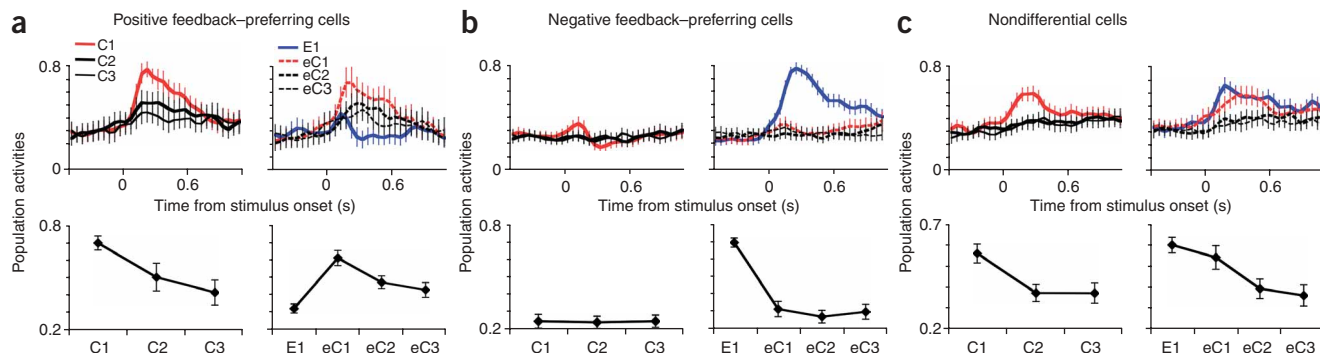 a Positive feedback–preferring cells
b Negative feedback–preferring cells
c Nondifferential cells
C1
C2
C3
E1
eC1
eC2
eC3
Population activities
0.8
0
0 0.6
0 0.6
Time from stimulus onset (s)
0.8
0.2
C1 C2 C3
E1 eC1 eC2 eC3
Population activities
0.8
0
0 0.6
0 0.6
Time from stimulus onset (s)
0.8
0.2
C1 C2 C3
E1 eC1 eC2 eC3
Population activities
0.8
0
0 0.6
0 0.6
Time from stimulus onset (s)
0.7
0.2
C1 C2 C3
E1 eC1 eC2 eC3